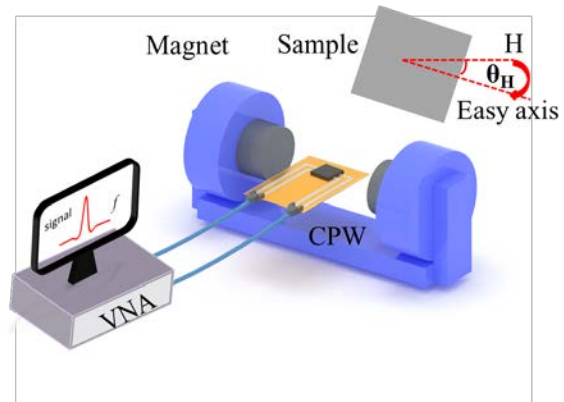 Magnet
Sample
H
θH
Easy axis
CPW
signal
f
VNA